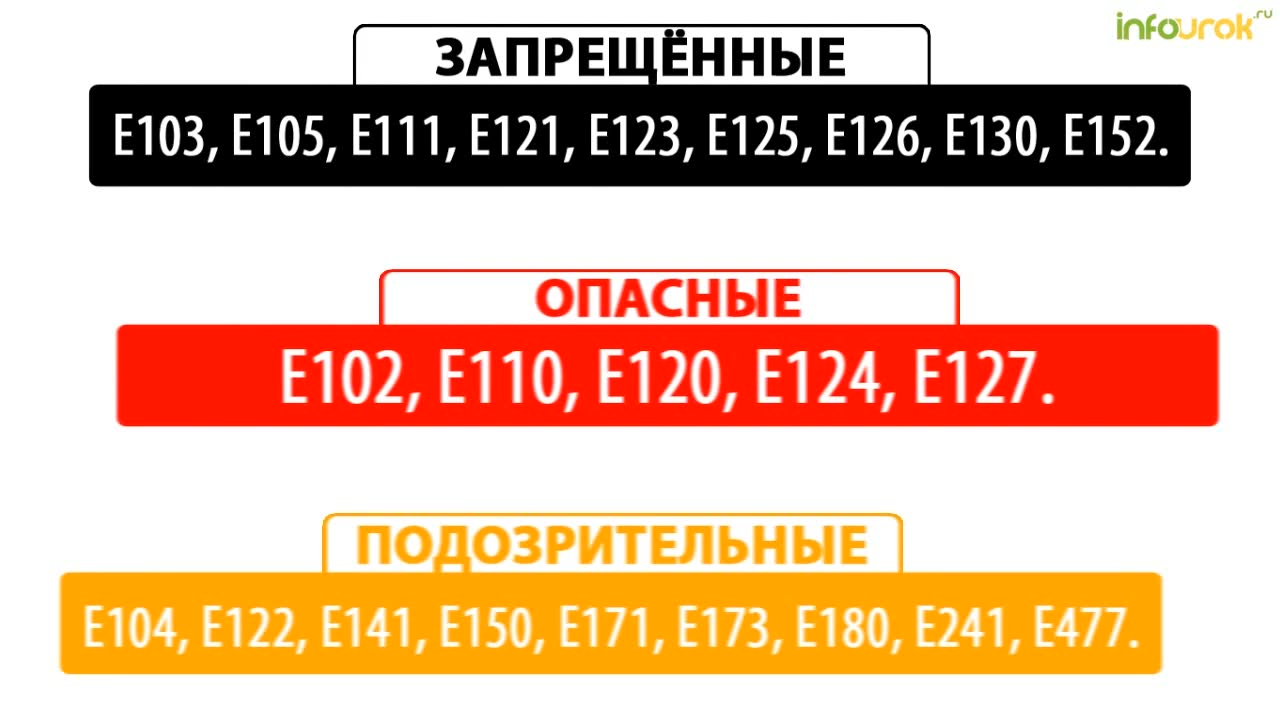 infourok.ru
ЗАПРЕЩЁННЫЕ
E103, E105, E111, E121, E123, E125, E126, E130, E152.
ОПАСНЫЕ
E102, E110, E120, E124, E127.
ПОДОЗРИТЕЛЬНЫЕ
E104, E122, E141, E150, E171, E173, E180, E241, E477.